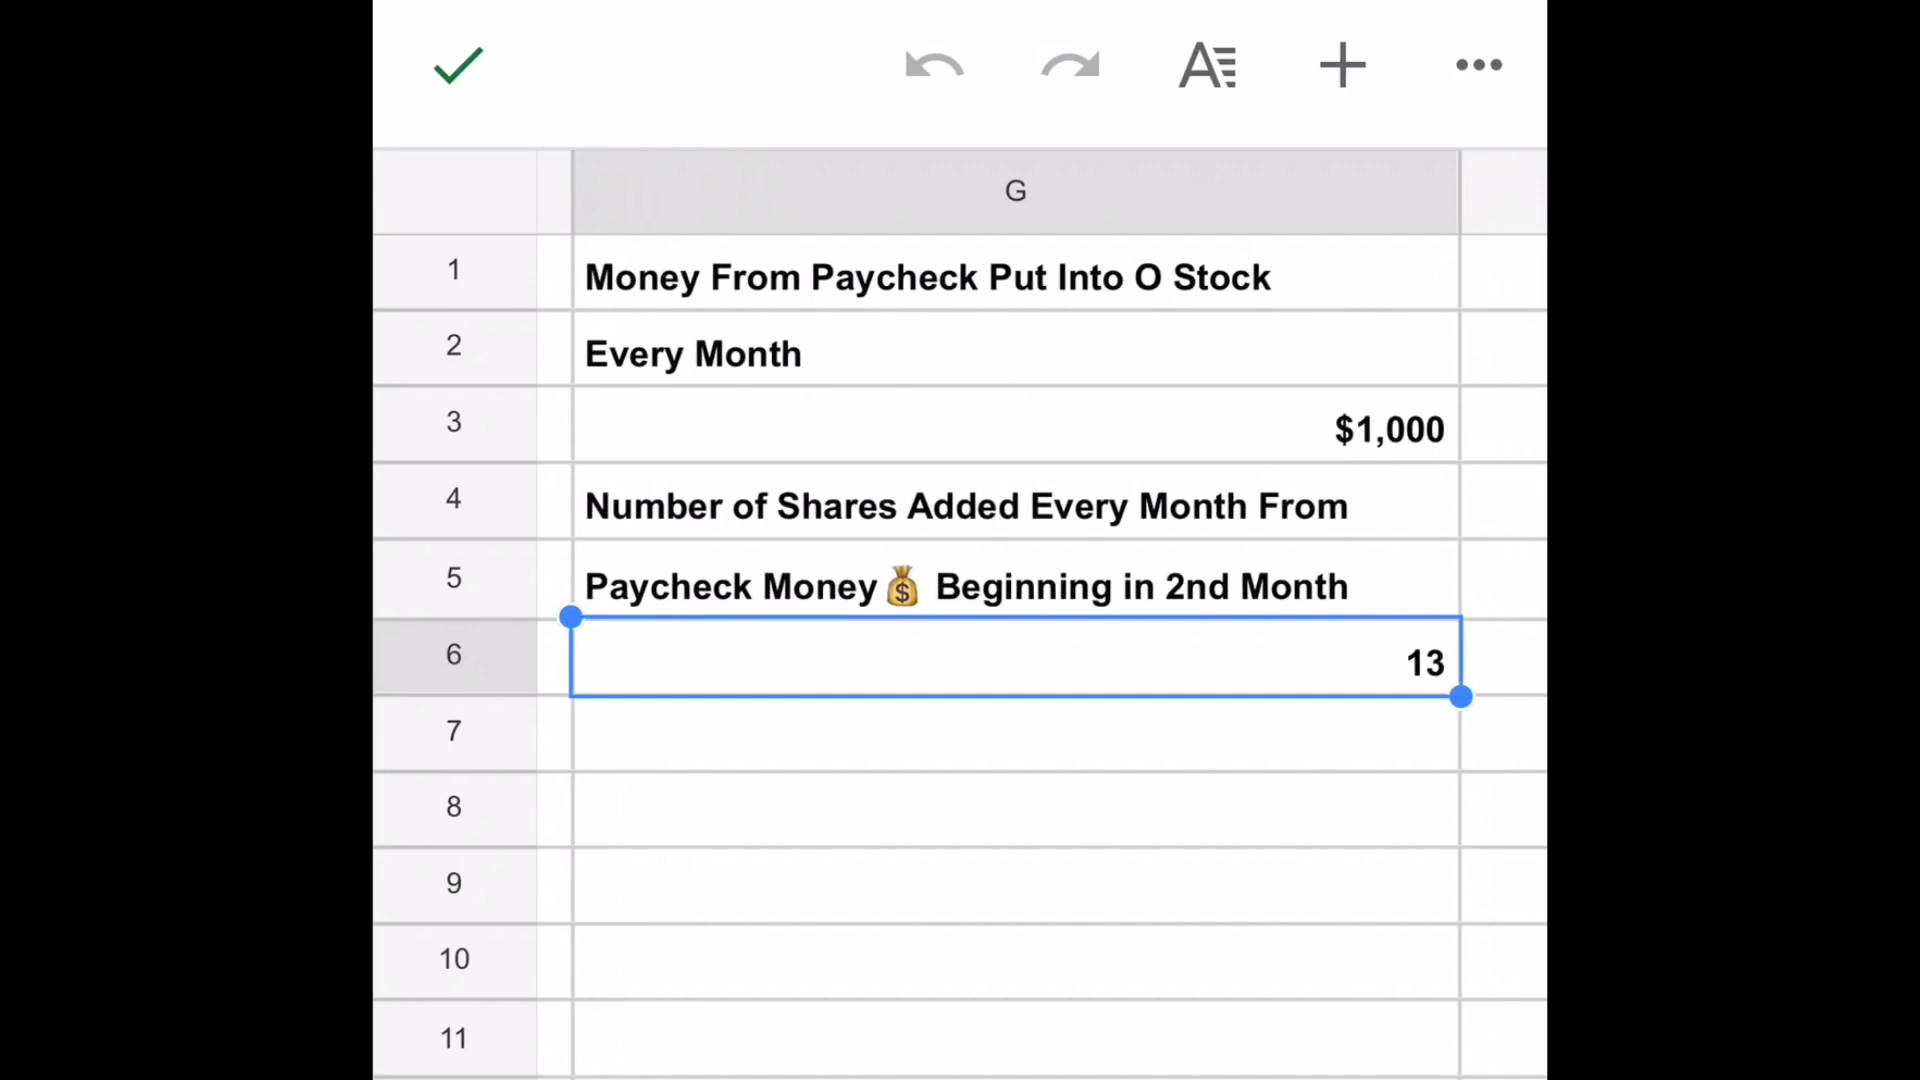 G
1 Money From Paycheck Put Into O Stock
2 Every Month
3 $1,000
4 Number of Shares Added Every Month From
5 Paycheck Money💰 Beginning in 2nd Month
6 13
7
8
9
10
11